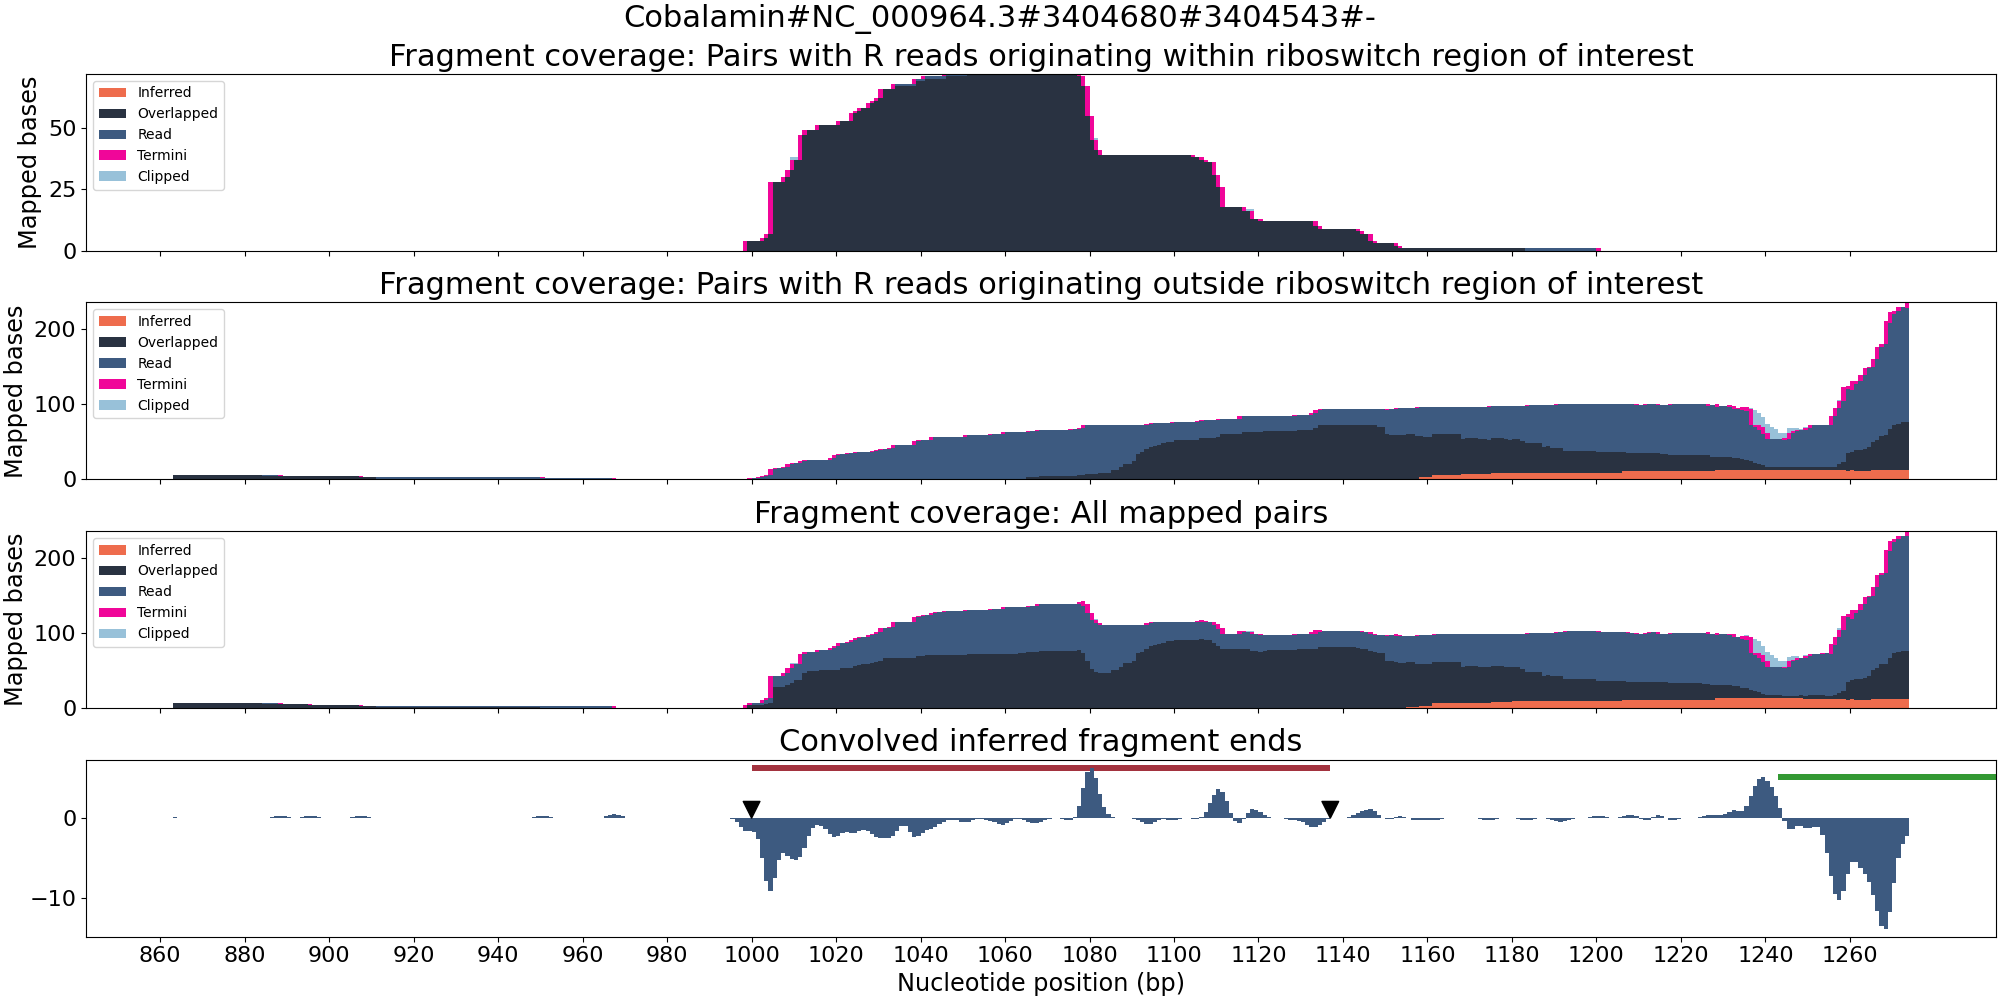 Cobalamin#NC_000964.3#3404680#3404543#-
Fragment coverage: Pairs with R reads originating within riboswitch region of interest
Mapped bases
50
25
0
Inferred
Overlapped
Read
Termini
Clipped
Fragment coverage: Pairs with R reads originating outside riboswitch region of interest
Mapped bases
200
100
0
Inferred
Overlapped
Read
Termini
Clipped
Fragment coverage: All mapped pairs
Mapped bases
200
100
0
Inferred
Overlapped
Read
Termini
Clipped
Convolved inferred fragment ends
0
−10
860 880 900 920 940 960 980 1000 1020 1040 1060 1080 1100 1120 1140 1160 1180 1200 1220 1240 1260
Nucleotide position (bp)